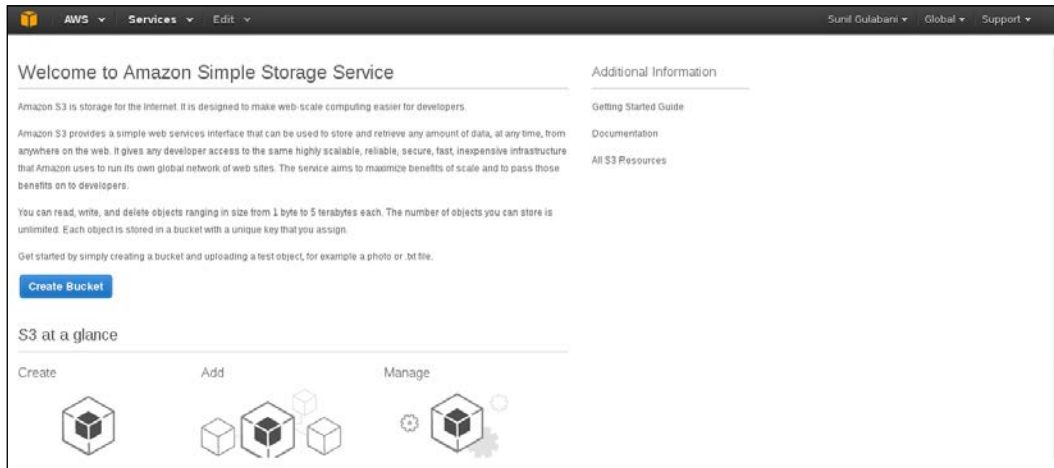 AWS Services Edit Sunil Gulabani Global Support
Welcome to Amazon Simple Storage Service
Amazon S3 is storage for the Internet. It is designed to make web-scale computing easier for developers.
Amazon S3 provides a simple web services interface that can be used to store and retrieve any amount of data, at any time, from
anywhere on the web. It gives any developer access to the same highly scalable, reliable, secure, fast, inexpensive infrastructure
that Amazon uses to run its own global network of web sites. The service aims to maximize benefits of scale and to pass those
benefits on to developers.
You can read, write, and delete objects ranging in size from 1 byte to 5 terabytes each. The number of objects you can store is
unlimited. Each object is stored in a bucket with a unique key that you assign.
Get started by simply creating a bucket and uploading a test object, for example a photo or .txt file.
Create Bucket
S3 at a glance
Create Add Manage
Additional Information
Getting Started Guide
Documentation
All S3 Resources